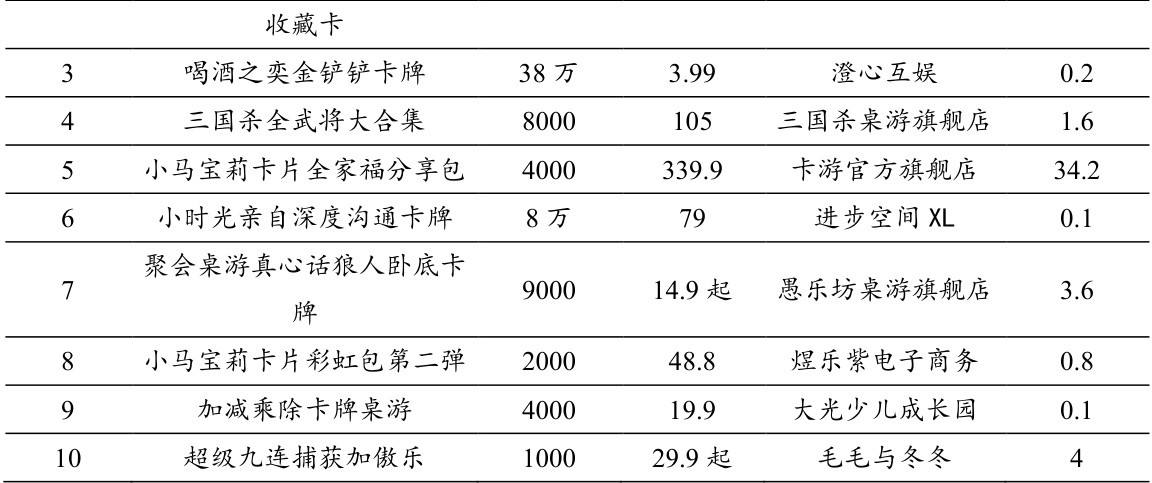 收藏卡
3 喝酒之奕金铲铲卡牌 38 万 3.99 澄心互娱 0.2
4 三国杀全武将大合集 8000 105 三国杀桌游旗舰店 1.6
5 小马宝莉卡片全家福分享包 4000 339.9 卡游官方旗舰店 34.2
6 小时光亲自深度沟通卡牌 8 万 79 进步空间 XL 0.1
聚会桌游真心话狼人卧底卡
7 9000 14.9 起 愚乐坊桌游旗舰店 3.6
牌
8 小马宝莉卡片彩虹包第二弹 2000 48.8 煜乐紫电子商务 0.8
9 加减乘除卡牌桌游 4000 19.9 大光少儿成长园 0.1
10 超级九连捕获加傲乐 1000 29.9 起 毛毛与冬冬 4